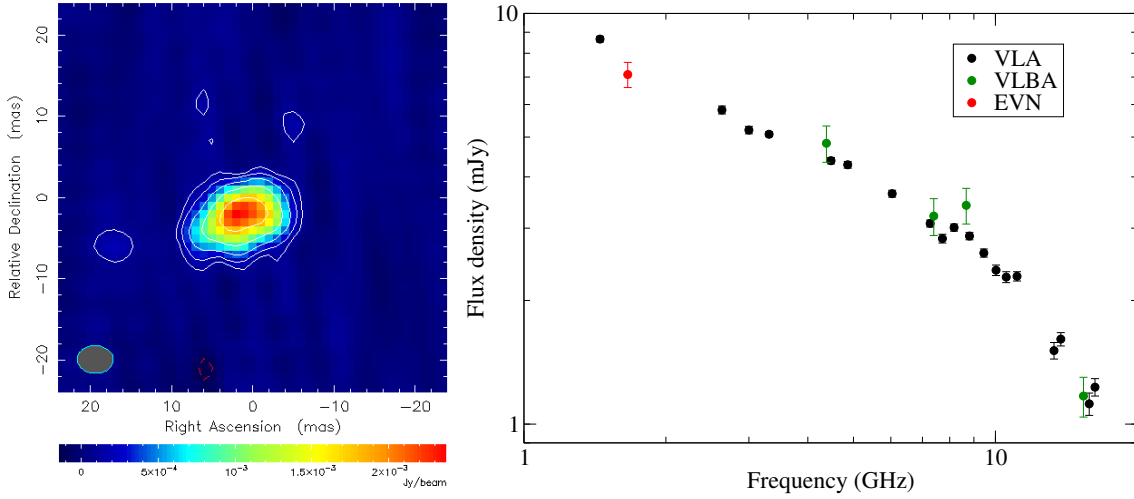 20
10
0
−10
−20
Relative Declination (mas)
20 10 0 −10 −20
Right Ascension (mas)
0 5×10⁻⁴ 10⁻³ 1.5×10⁻³ 2×10⁻³
Jy/beam
10
1
Flux density (mJy)
VLA
VLBA
EVN
1 10
Frequency (GHz)